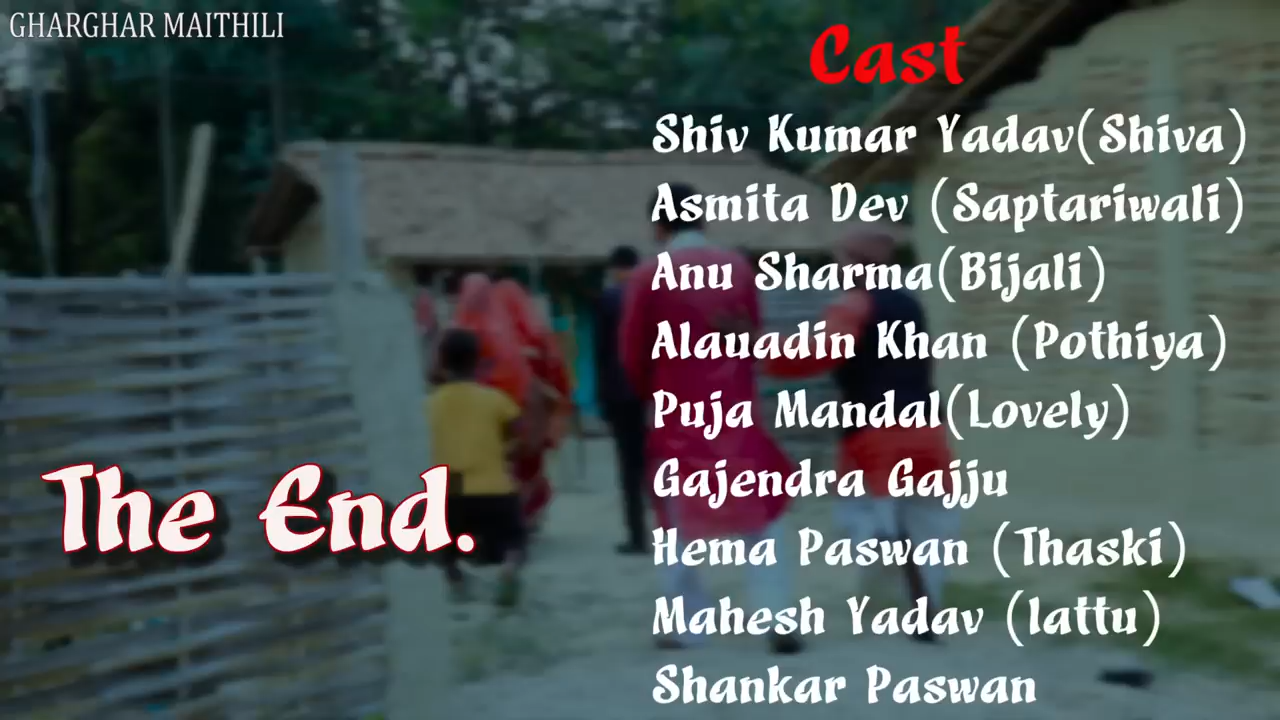 GHARGHAR MAITHILI
Cast
Shiv Kumar Yadav(Shiva)
Asmita Dev (Saptariwali)
Anu Sharma(Bijali)
Alauadin Khan (Pothiya)
Puja Mandal(Lovely)
Gajendra Gajju
The End.
Hema Paswan (Thaski)
Mahesh Yadav (lattu)
Shankar Paswan